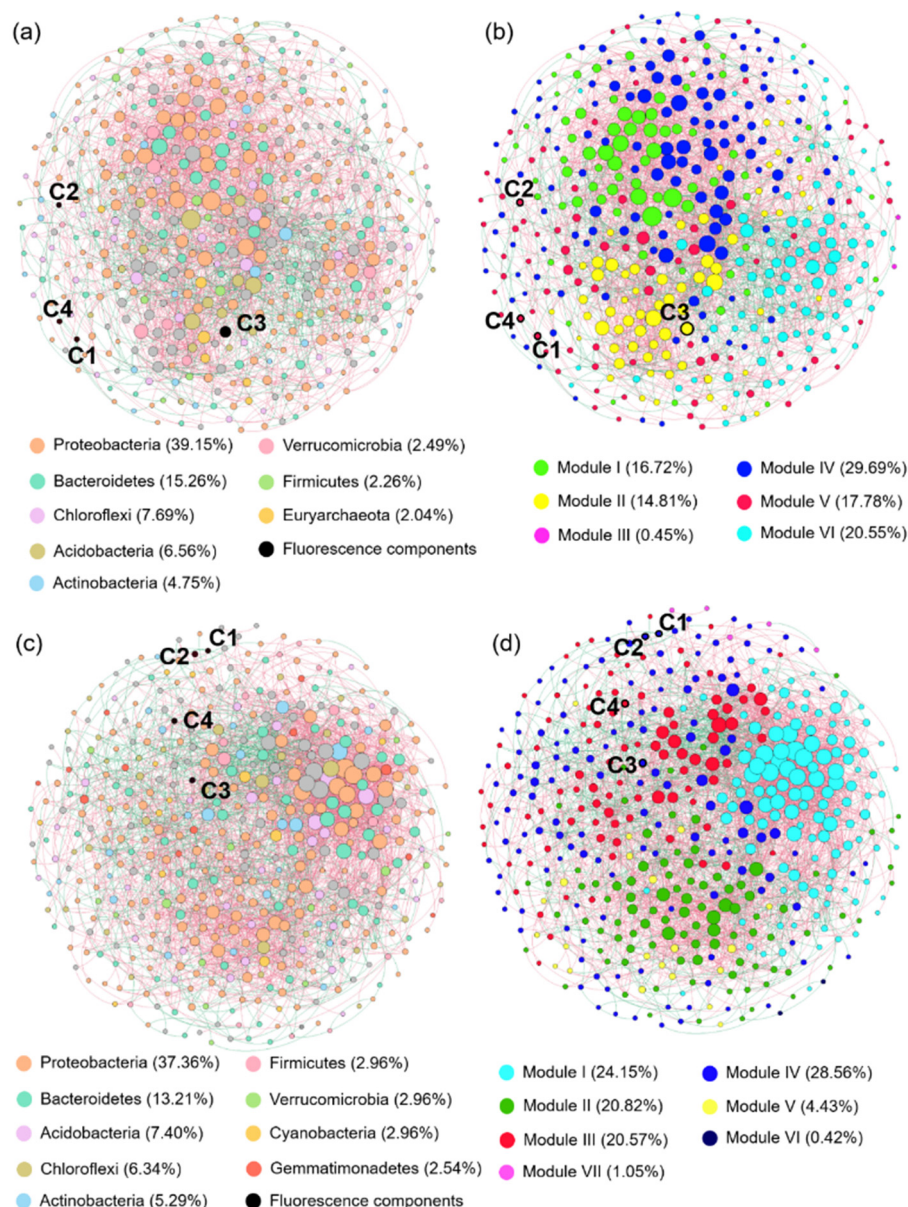 (a)
(b)
C2
C2
C4
C3
C4
C3
C1
C1
Proteobacteria (39.15%)
Verrucomicrobia (2.49%)
Bacteroidetes (15.26%)
Firmicutes (2.26%)
Chloroflexi (7.69%)
Euryarchaeota (2.04%)
Acidobacteria (6.56%)
Fluorescence components
Actinobacteria (4.75%)
Module I (16.72%)
Module IV (29.69%)
Module II (14.81%)
Module V (17.78%)
Module III (0.45%)
Module VI (20.55%)
(c)
(d)
C2
C1
C2
C1
C4
C4
C3
C3
Proteobacteria (37.36%)
Firmicutes (2.96%)
Bacteroidetes (13.21%)
Verrucomicrobia (2.96%)
Acidobacteria (7.40%)
Cyanobacteria (2.96%)
Chloroflexi (6.34%)
Gemmatimonadetes (2.54%)
Actinobacteria (5.29%)
Fluorescence components
Module I (24.15%)
Module IV (28.56%)
Module II (20.82%)
Module V (4.43%)
Module III (20.57%)
Module VI (0.42%)
Module VII (1.05%)